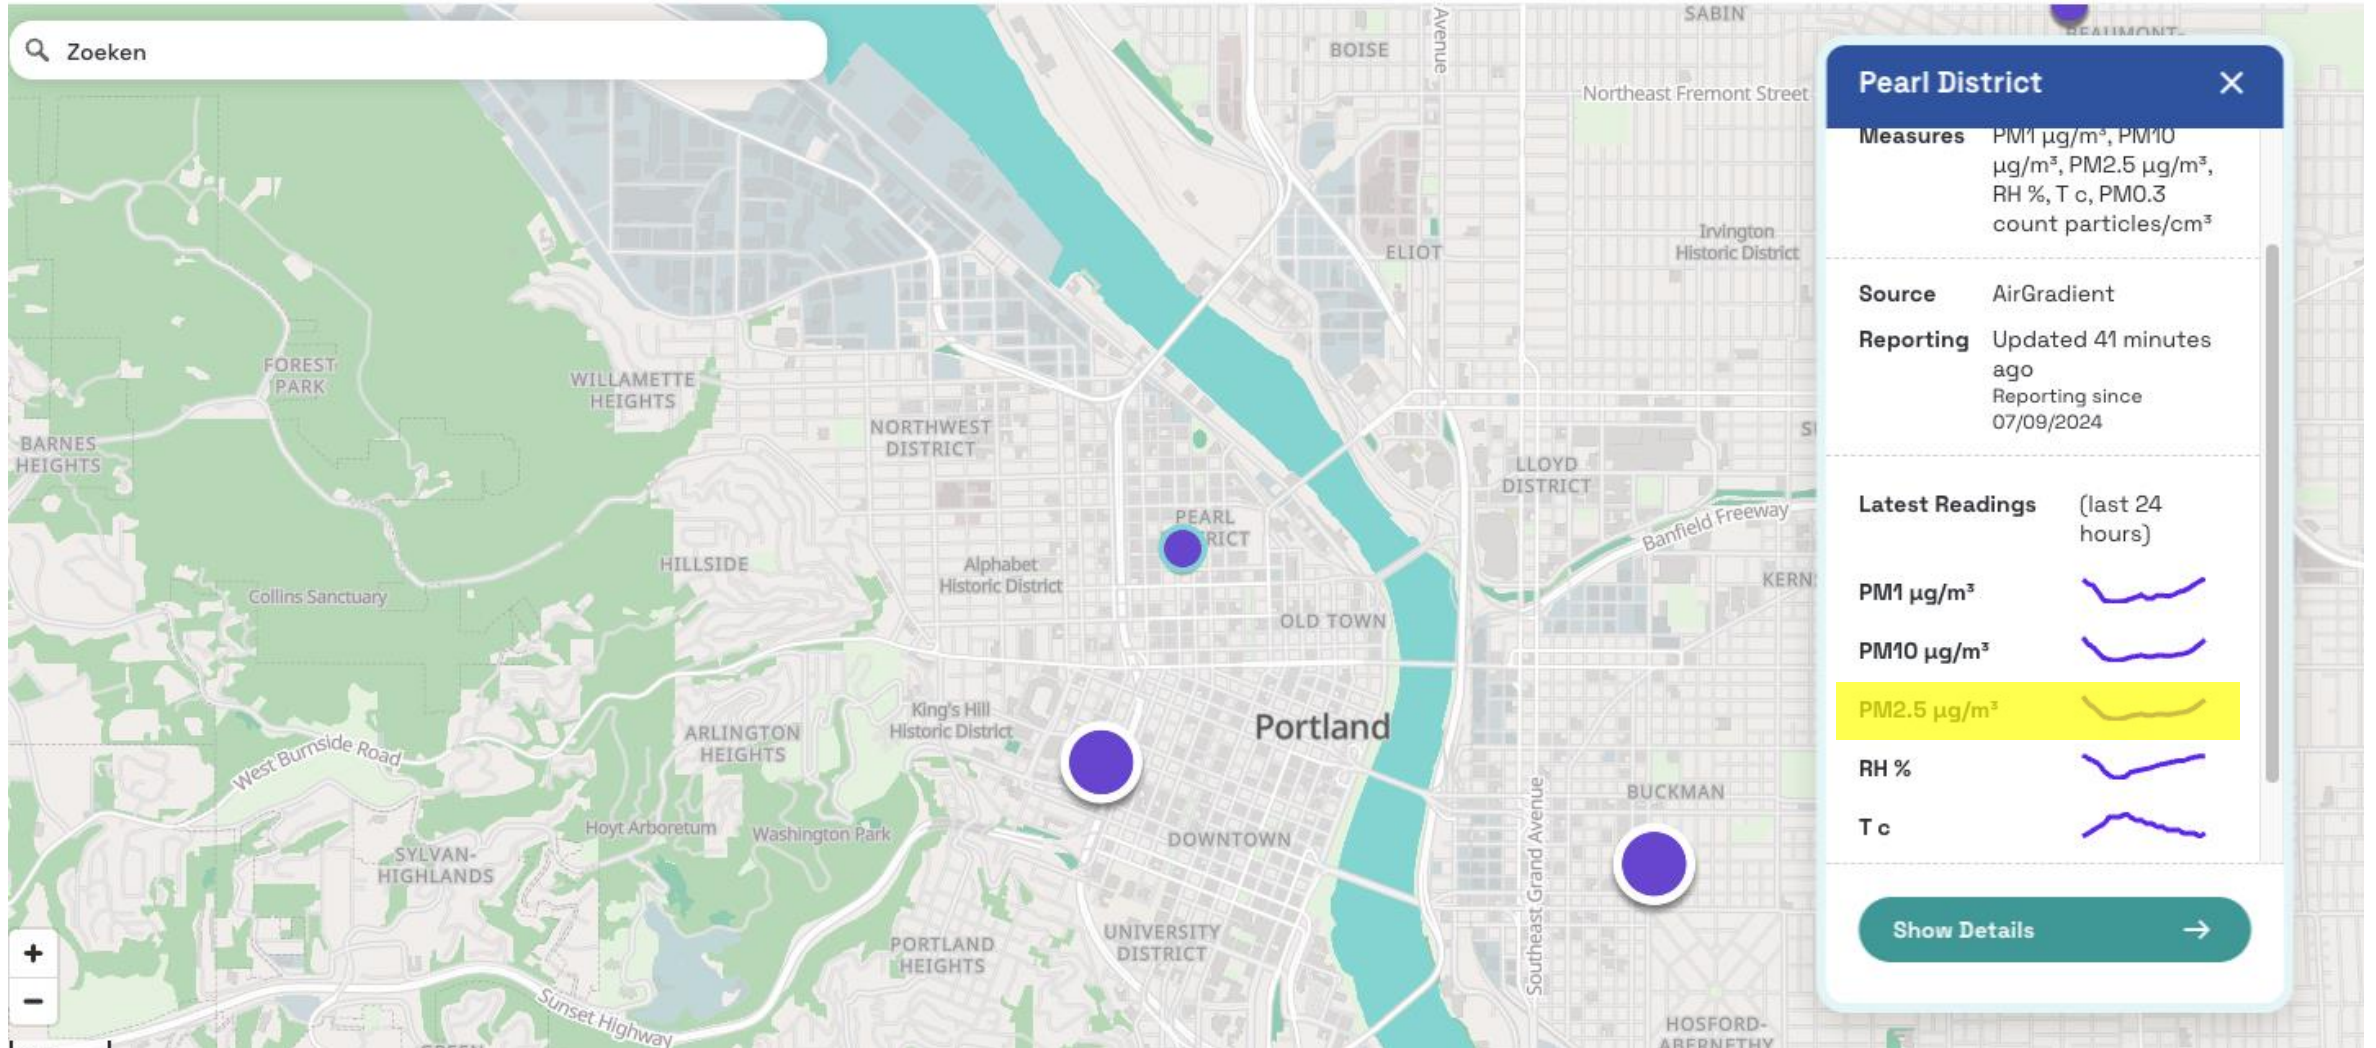 Zoeken
SABIN
BOISE
Avenue
BEAUMONT-
Northeast Fremont Street
ELIOT
Irvington
Historic District
FOREST
PARK
WILLAMETTE
HEIGHTS
NORTHWEST
DISTRICT
BARNES
HEIGHTS
LLOYD
DISTRICT
PEARL
RICT
Banfield Freeway
HILLSIDE
Alphabet
Historic District
KERN
Collins Sanctuary
OLD TOWN
King's Hill
Historic District
ARLINGTON
HEIGHTS
Portland
West Burnside Road
BUCKMAN
Hoyt Arboretum
Washington Park
DOWNTOWN
Southeast Grand Avenue
SYLVAN-
HIGHLANDS
UNIVERSITY
DISTRICT
PORTLAND
HEIGHTS
Sunset Highway
HOSFORD-
ABERNETHY
+
−
Pearl District
Measures PM1 µg/m³, PM10
µg/m³, PM2.5 µg/m³,
RH %, T c, PM0.3
count particles/cm³
Source AirGradient
Reporting Updated 41 minutes
ago
Reporting since
07/09/2024
Latest Readings (last 24
hours)
PM1 µg/m³
PM10 µg/m³
PM2.5 µg/m³
RH %
T c
Show Details →